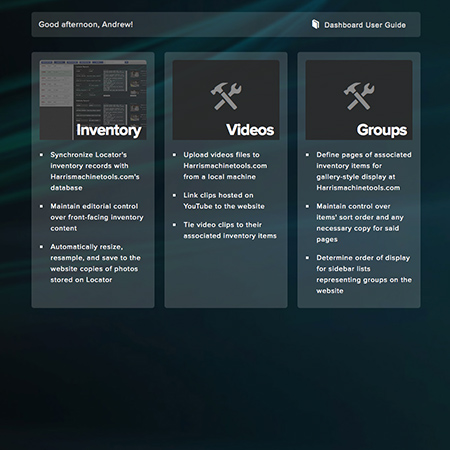 Good afternoon, Andrew!
Dashboard User Guide
Inventory
Synchronize Locator's
inventory records with
Harrismachinetools.com's
database
Maintain editorial control
over front-facing inventory
content
Automatically resize,
resample, and save to the
website copies of photos
stored on Locator
Videos
Upload videos files to
Harrismachinetools.com
from a local machine
Link clips hosted on
YouTube to the website
Tie video clips to their
associated inventory items
Groups
Define pages of associated
inventory items for
gallery-style display at
Harrismachinetools.com
Maintain control over
items' sort order and any
necessary copy for said
pages
Determine order of display
for sidebar lists
representing groups on the
website